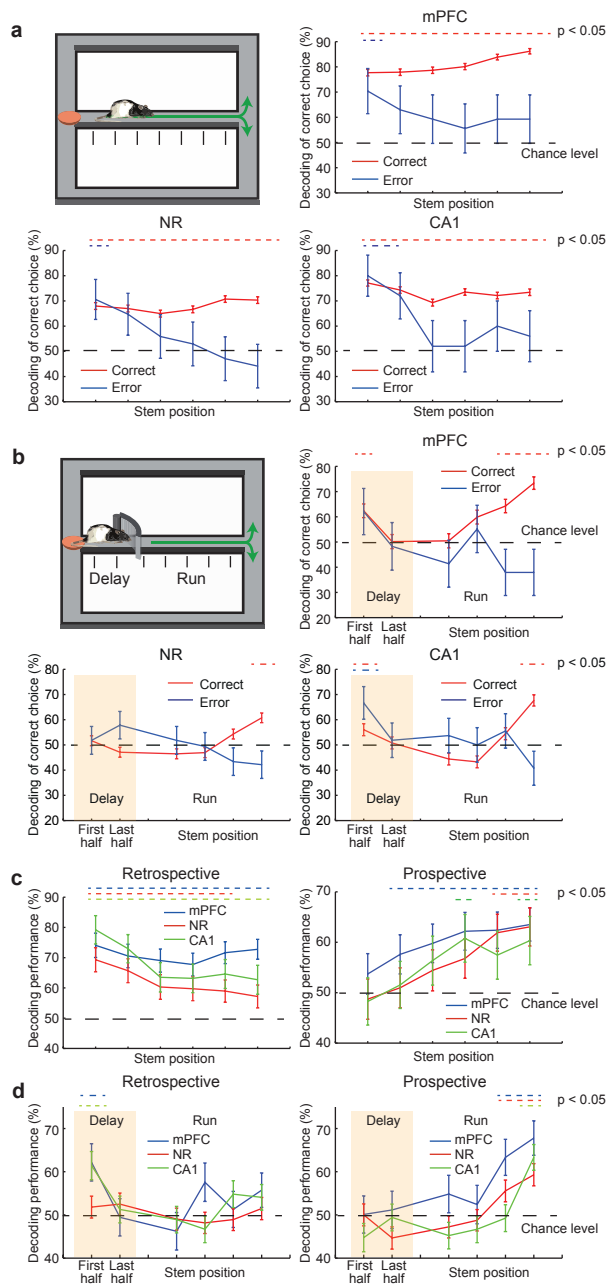 a
mPFC
p < 0.05
Decoding of correct choice (%)
90
80
70
60
50
40
30
Chance level
Correct
Error
Stem position
NR
Decoding of correct choice (%)
90
80
70
60
50
40
30
Correct
Error
Stem position
CA1
p < 0.05
Decoding of correct choice (%)
90
80
70
60
50
40
30
Correct
Error
Stem position
b
Delay
Run
mPFC
p < 0.05
Decoding of correct choice (%)
80
70
60
50
40
30
20
Correct
Error
Chance level
Delay
Run
First half
Last half
Stem position
NR
Decoding of correct choice (%)
80
70
60
50
40
30
20
Correct
Error
Delay
Run
First half
Last half
Stem position
CA1
p < 0.05
Decoding of correct choice (%)
80
70
60
50
40
30
20
Correct
Error
Delay
Run
First half
Last half
Stem position
c
Retrospective
Decoding performance (%)
90
80
70
60
50
40
mPFC
NR
CA1
Stem position
Prospective
p < 0.05
Decoding performance (%)
70
60
50
40
Chance level
mPFC
NR
CA1
Stem position
d
Retrospective
Decoding performance (%)
70
60
50
40
Delay
Run
mPFC
NR
CA1
First half
Last half
Stem position
Prospective
p < 0.05
Decoding performance (%)
70
60
50
40
Delay
Run
mPFC
NR
CA1
Chance level
First half
Last half
Stem position